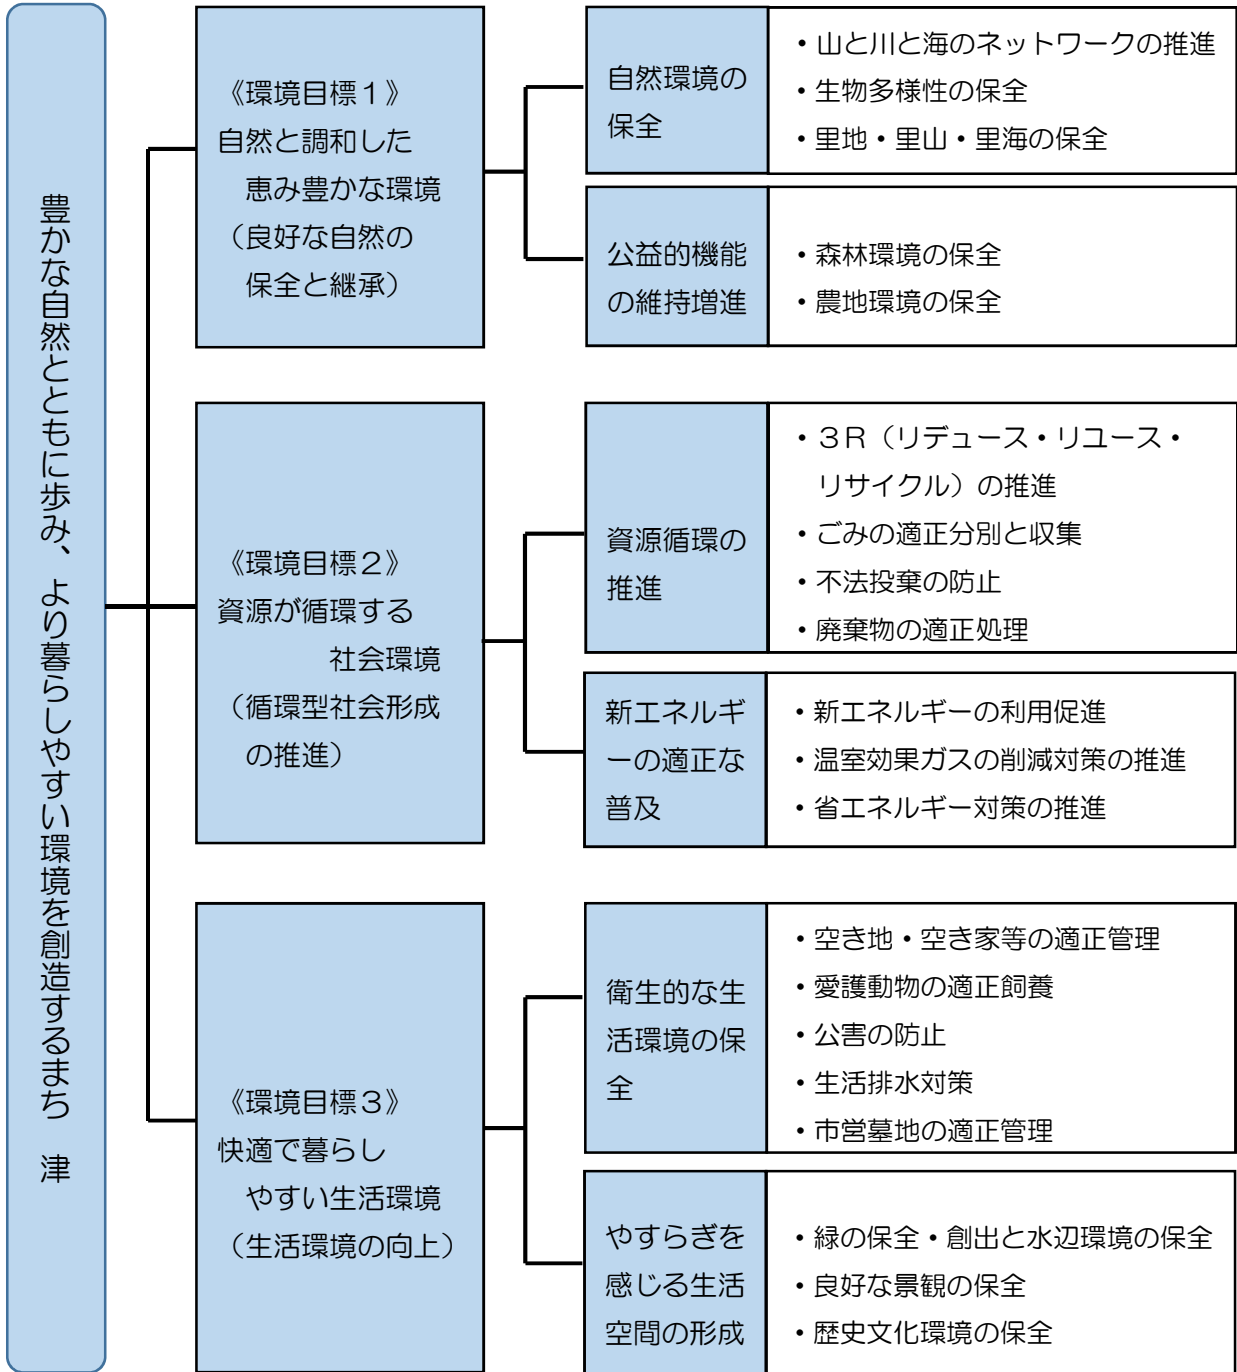 豊かな自然とともに歩み、より暮らしやすい環境を創造するまち　津
《環境目標１》
自然と調和した
恵み豊かな環境
（良好な自然の
保全と継承）
自然環境の
保全
・山と川と海のネットワークの推進
・生物多様性の保全
・里地・里山・里海の保全
公益的機能
の維持増進
・森林環境の保全
・農地環境の保全
《環境目標２》
資源が循環する
社会環境
（循環型社会形成
の推進）
資源循環の
推進
・３Ｒ（リデュース・リユース・
リサイクル）の推進
・ごみの適正分別と収集
・不法投棄の防止
・廃棄物の適正処理
新エネルギ
ーの適正な
普及
・新エネルギーの利用促進
・温室効果ガスの削減対策の推進
・省エネルギー対策の推進
《環境目標３》
快適で暮らし
やすい生活環境
（生活環境の向上）
衛生的な生
活環境の保
全
・空き地・空き家等の適正管理
・愛護動物の適正飼養
・公害の防止
・生活排水対策
・市営墓地の適正管理
やすらぎを
感じる生活
空間の形成
・緑の保全・創出と水辺環境の保全
・良好な景観の保全
・歴史文化環境の保全